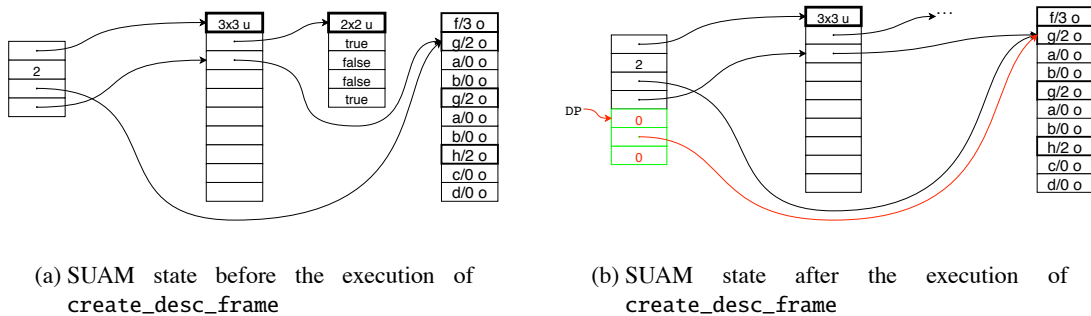 3x3 u
2x2 u
true
false
false
true
2
f/3 o
g/2 o
a/0 o
b/0 o
g/2 o
a/0 o
b/0 o
h/2 o
c/0 o
d/0 o
(a) SUAM state before the execution of
create_desc_frame
3x3 u
...
2
DP
0
0
f/3 o
g/2 o
a/0 o
b/0 o
g/2 o
a/0 o
b/0 o
h/2 o
c/0 o
d/0 o
(b) SUAM state after the execution of
create_desc_frame